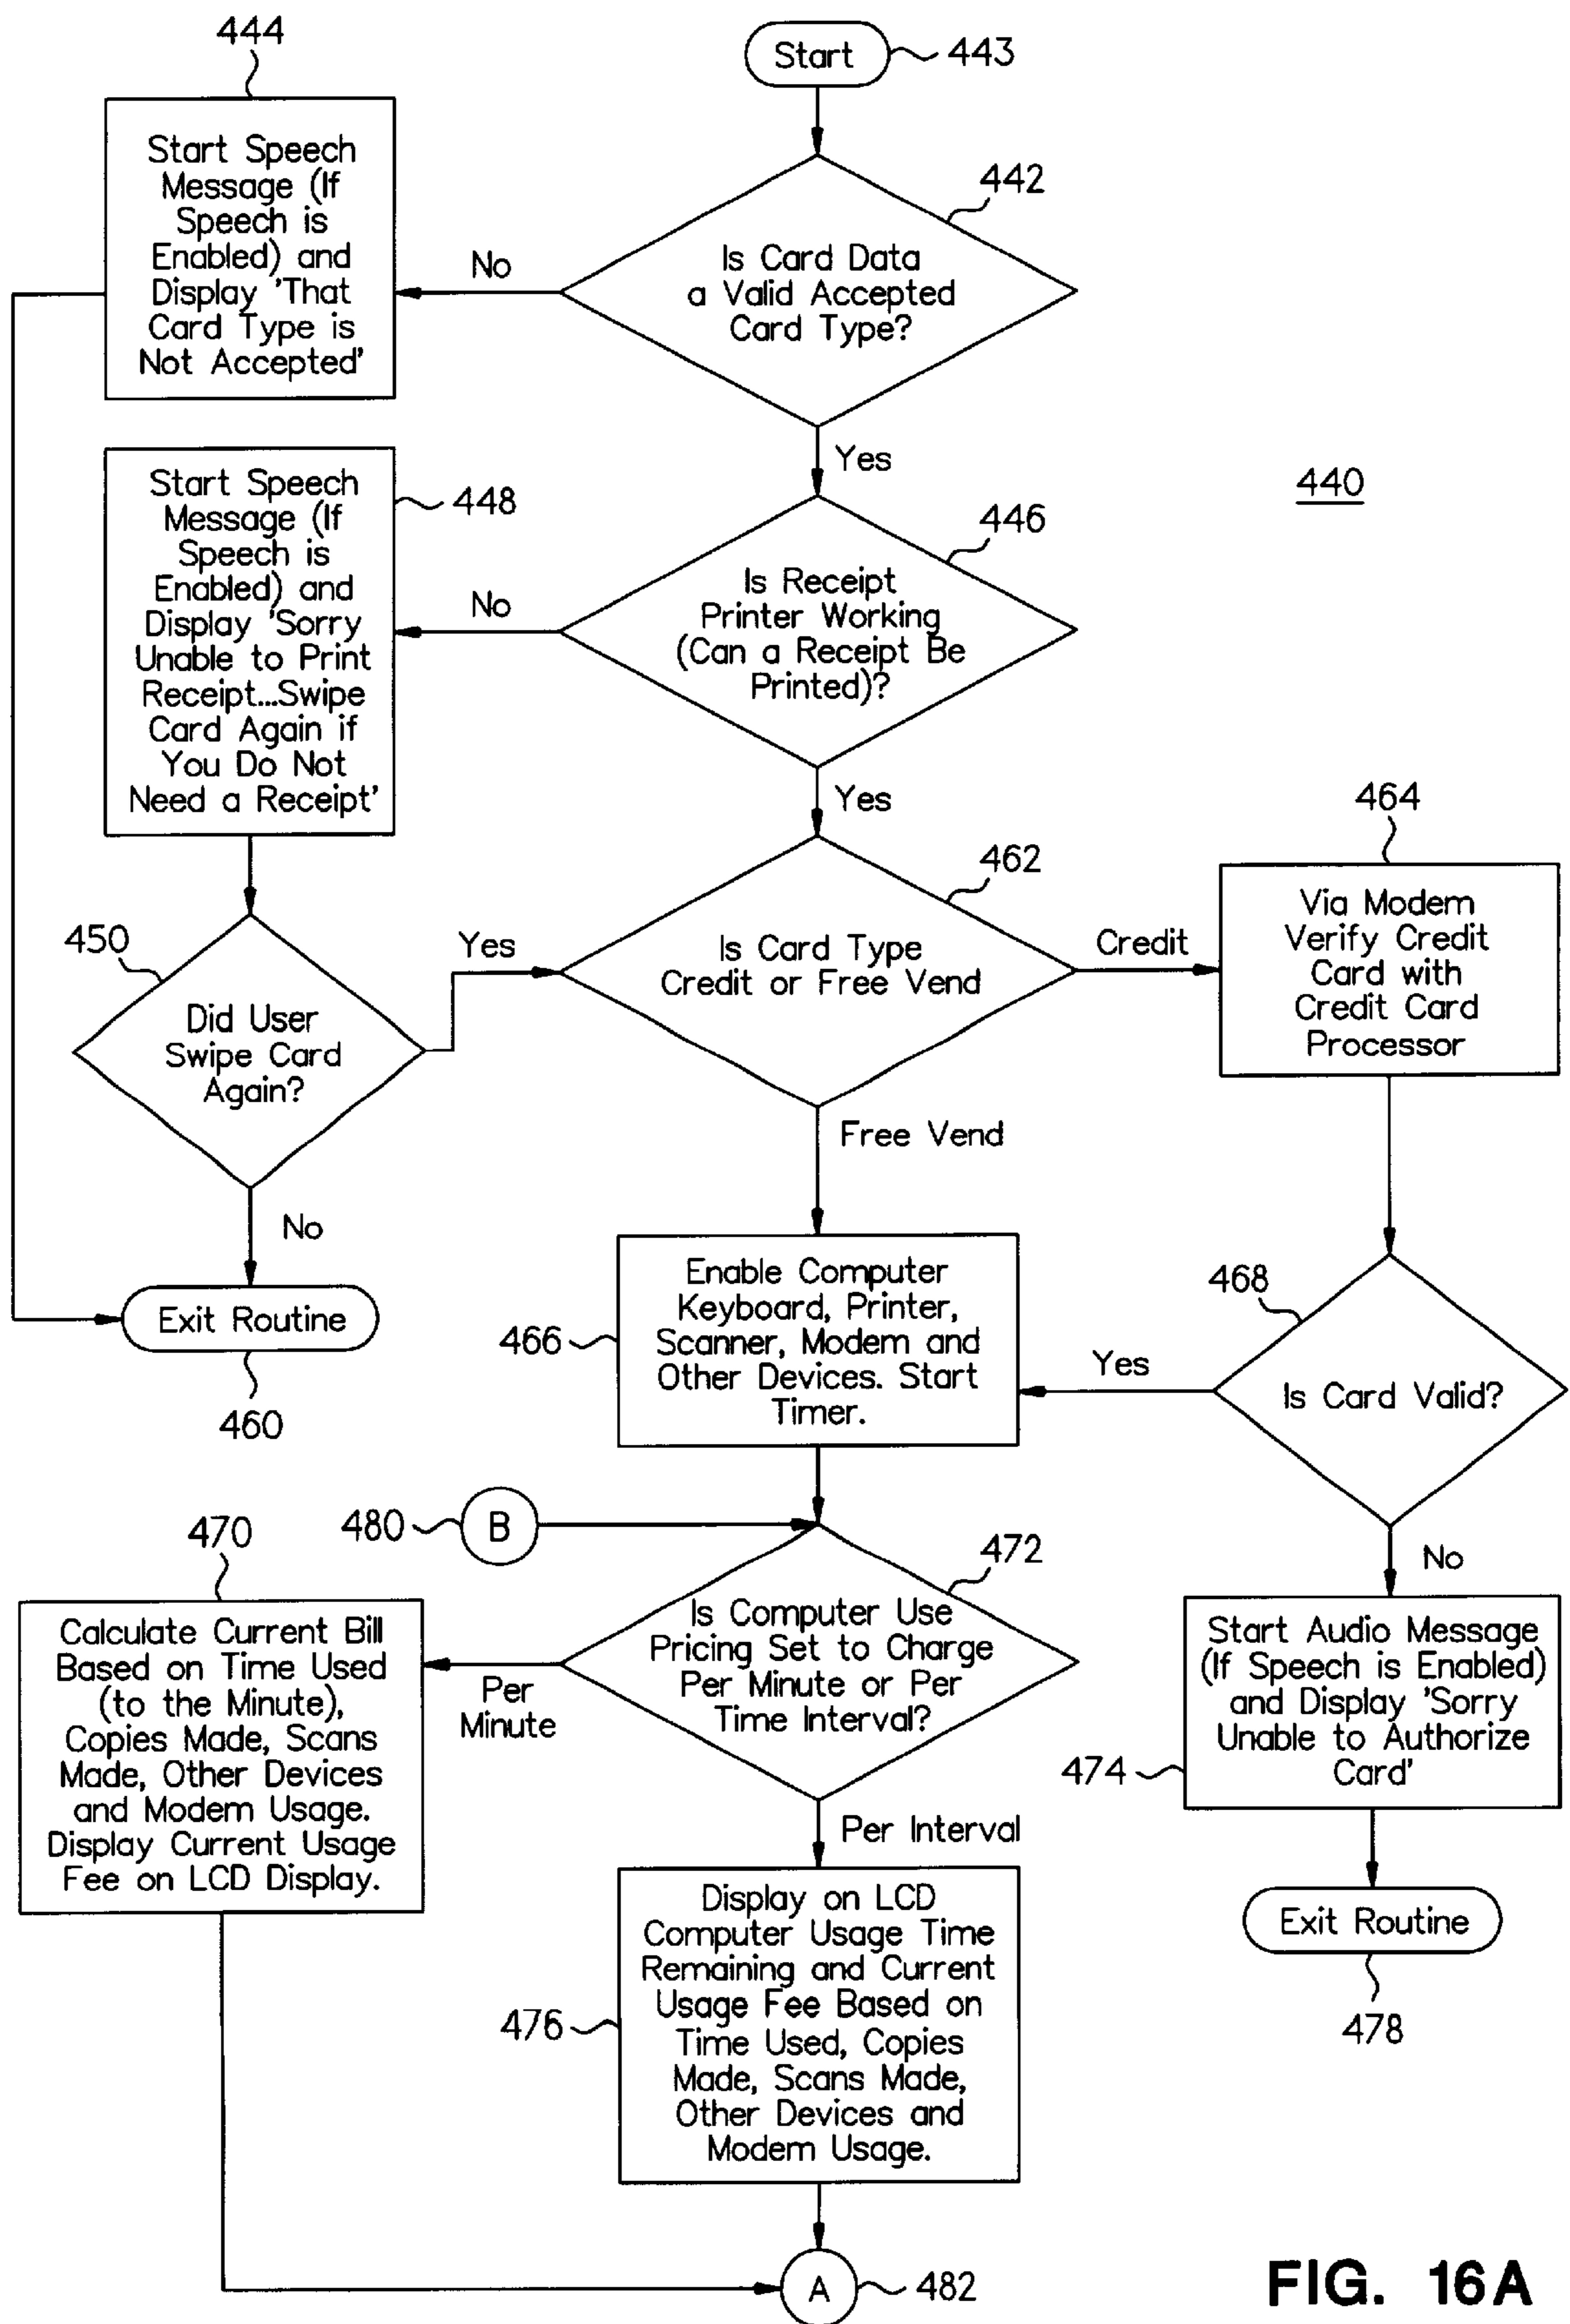 444
Start
443
Start Speech
Message (If
Speech is
Enabled) and
Display 'That
Card Type is
Not Accepted'
442
No
Is Card Data
a Valid Accepted
Card Type?
Yes
440
Start Speech
Message (If
Speech is
Enabled) and
Display 'Sorry
Unable to Print
Receipt...Swipe
Card Again if
You Do Not
Need a Receipt'
448
446
No
Is Receipt
Printer Working
(Can a Receipt Be
Printed)?
Yes
464
462
450
Did User
Swipe Card
Again?
Yes
Is Card Type
Credit or Free Vend
Credit
Via Modem
Verify Credit
Card with
Credit Card
Processor
No
Free Vend
Exit Routine
460
466
Enable Computer
Keyboard, Printer,
Scanner, Modem and
Other Devices. Start
Timer.
Yes
468
Is Card Valid?
480
B
470
472
No
Calculate Current Bill
Based on Time Used
(to the Minute),
Copies Made, Scans
Made, Other Devices
and Modem Usage.
Display Current Usage
Fee on LCD Display.
Per
Minute
Is Computer Use
Pricing Set to Charge
Per Minute or Per
Time Interval?
474
Start Audio Message
(If Speech is Enabled)
and Display 'Sorry
Unable to Authorize
Card'
Per Interval
476
Display on LCD
Computer Usage Time
Remaining and Current
Usage Fee Based on
Time Used, Copies
Made, Scans Made,
Other Devices and
Modem Usage.
Exit Routine
478
A
482
FIG. 16A